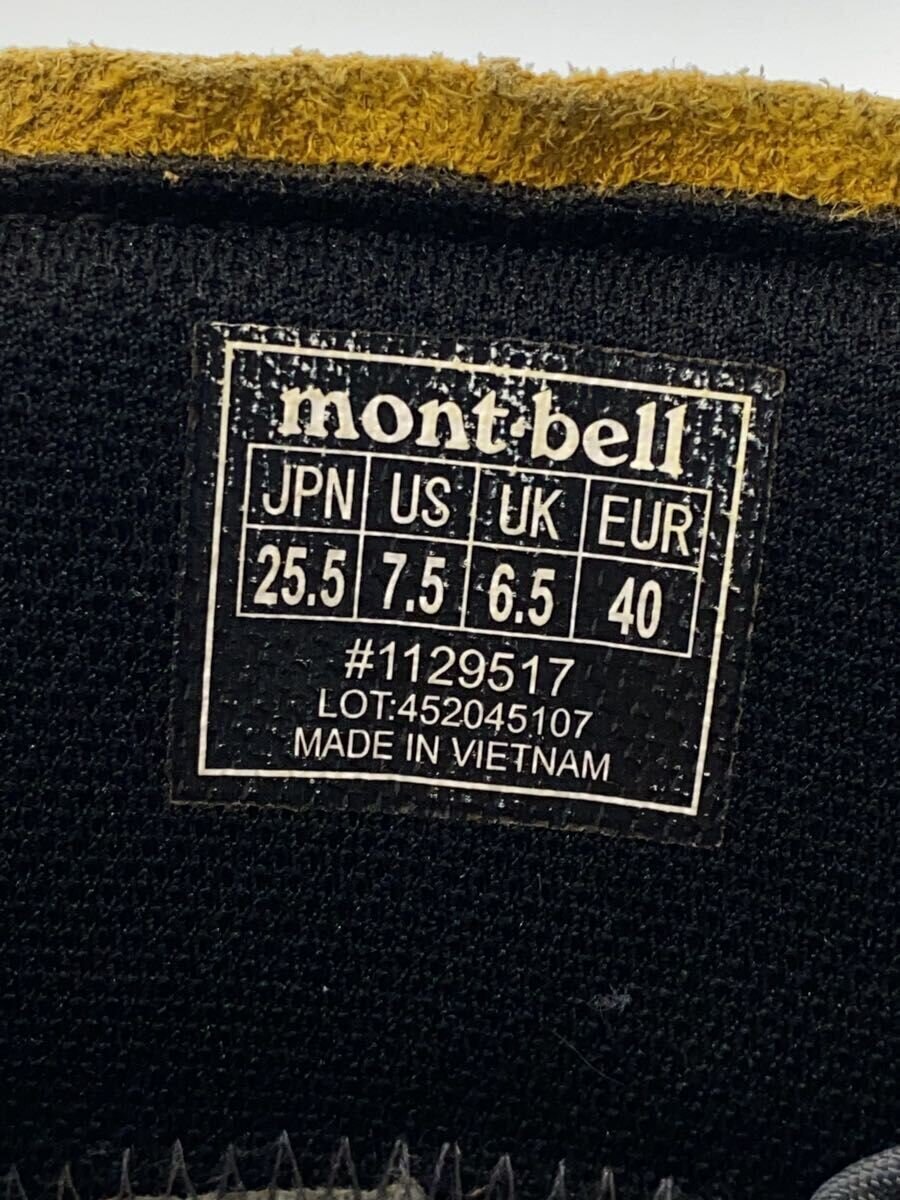 mont-bell
JPN US UK EUR
25.5 7.5 6.5 40
#1129517
LOT:452045107
MADE IN VIETNAM